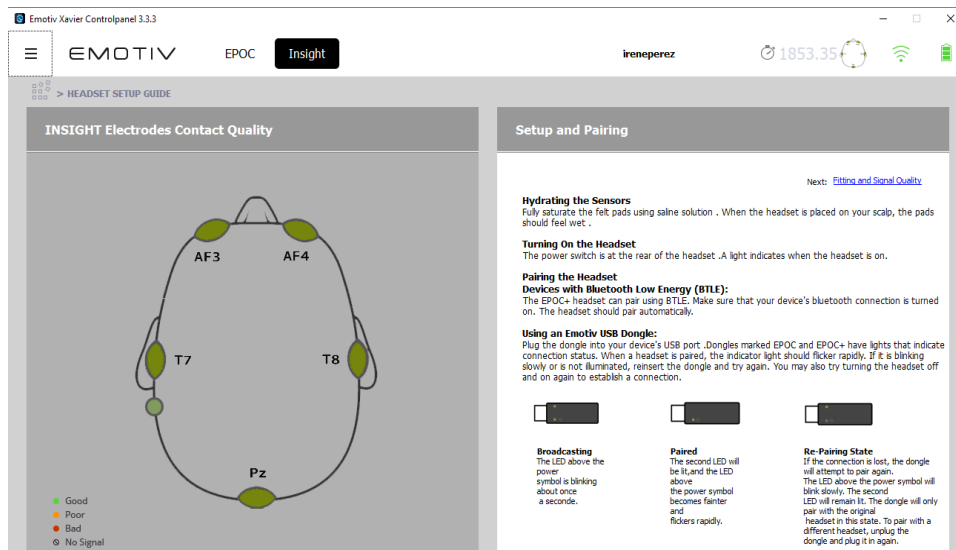 Emotiv Xavier Controlpanel 3.3.3
EMOTIV
EPOC
Insight
ireneperez
1853.35
> HEADSET SETUP GUIDE
INSIGHT Electrodes Contact Quality
AF3
AF4
T7
T8
Pz
Good
Poor
Bad
No Signal
Setup and Pairing
Next: Fitting and Signal Quality
Hydrating the Sensors
Fully saturate the felt pads using saline solution . When the headset is placed on your scalp, the pads
should feel wet .
Turning On the Headset
The power switch is at the rear of the headset .A light indicates when the headset is on.
Pairing the Headset
Devices with Bluetooth Low Energy (BTLE):
The EPOC+ headset can pair using BTLE. Make sure that your device's bluetooth connection is turned
on. The headset should pair automatically.
Using an Emotiv USB Dongle:
Plug the dongle into your device's USB port .Dongles marked EPOC and EPOC+ have lights that indicate
connection status. When a headset is paired, the indicator light should flicker rapidly. If it is blinking
slowly or is not illuminated, reinsert the dongle and try again. You may also try turning the headset off
and on again to establish a connection.
Broadcasting
The LED above the
power
symbol is blinking
about once
a seconde.
Paired
The second LED will
be lit,and the LED
above
the power symbol
becomes fainter
and
flickers rapidly.
Re-Pairing State
If the connection is lost, the dongle
will attempt to pair again.
The LED above the power symbol will
blink slowly. The second
LED will remain lit. The dongle will only
pair with the original
headset in this state. To pair with a
different headset, unplug the
dongle and plug it in again.